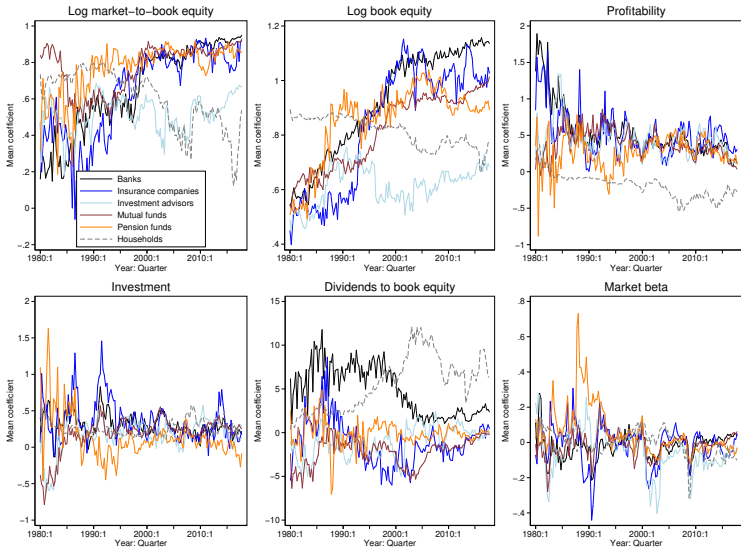 Log market−to−book equity
Mean coefficient
1
.8
.6
.4
.2
0
−.2
1980:1 1990:1 2000:1 2010:1
Year: Quarter
Banks
Insurance companies
Investment advisors
Mutual funds
Pension funds
Households
Log book equity
Mean coefficient
1.2
1
.8
.6
.4
1980:1 1990:1 2000:1 2010:1
Year: Quarter
Profitability
Mean coefficient
2
1.5
1
.5
0
−.5
−1
1980:1 1990:1 2000:1 2010:1
Year: Quarter
Investment
Mean coefficient
2
1.5
1
.5
0
−.5
−1
1980:1 1990:1 2000:1 2010:1
Year: Quarter
Dividends to book equity
Mean coefficient
15
10
5
0
−5
−10
1980:1 1990:1 2000:1 2010:1
Year: Quarter
Market beta
Mean coefficient
.8
.6
.4
.2
0
−.2
−.4
1980:1 1990:1 2000:1 2010:1
Year: Quarter